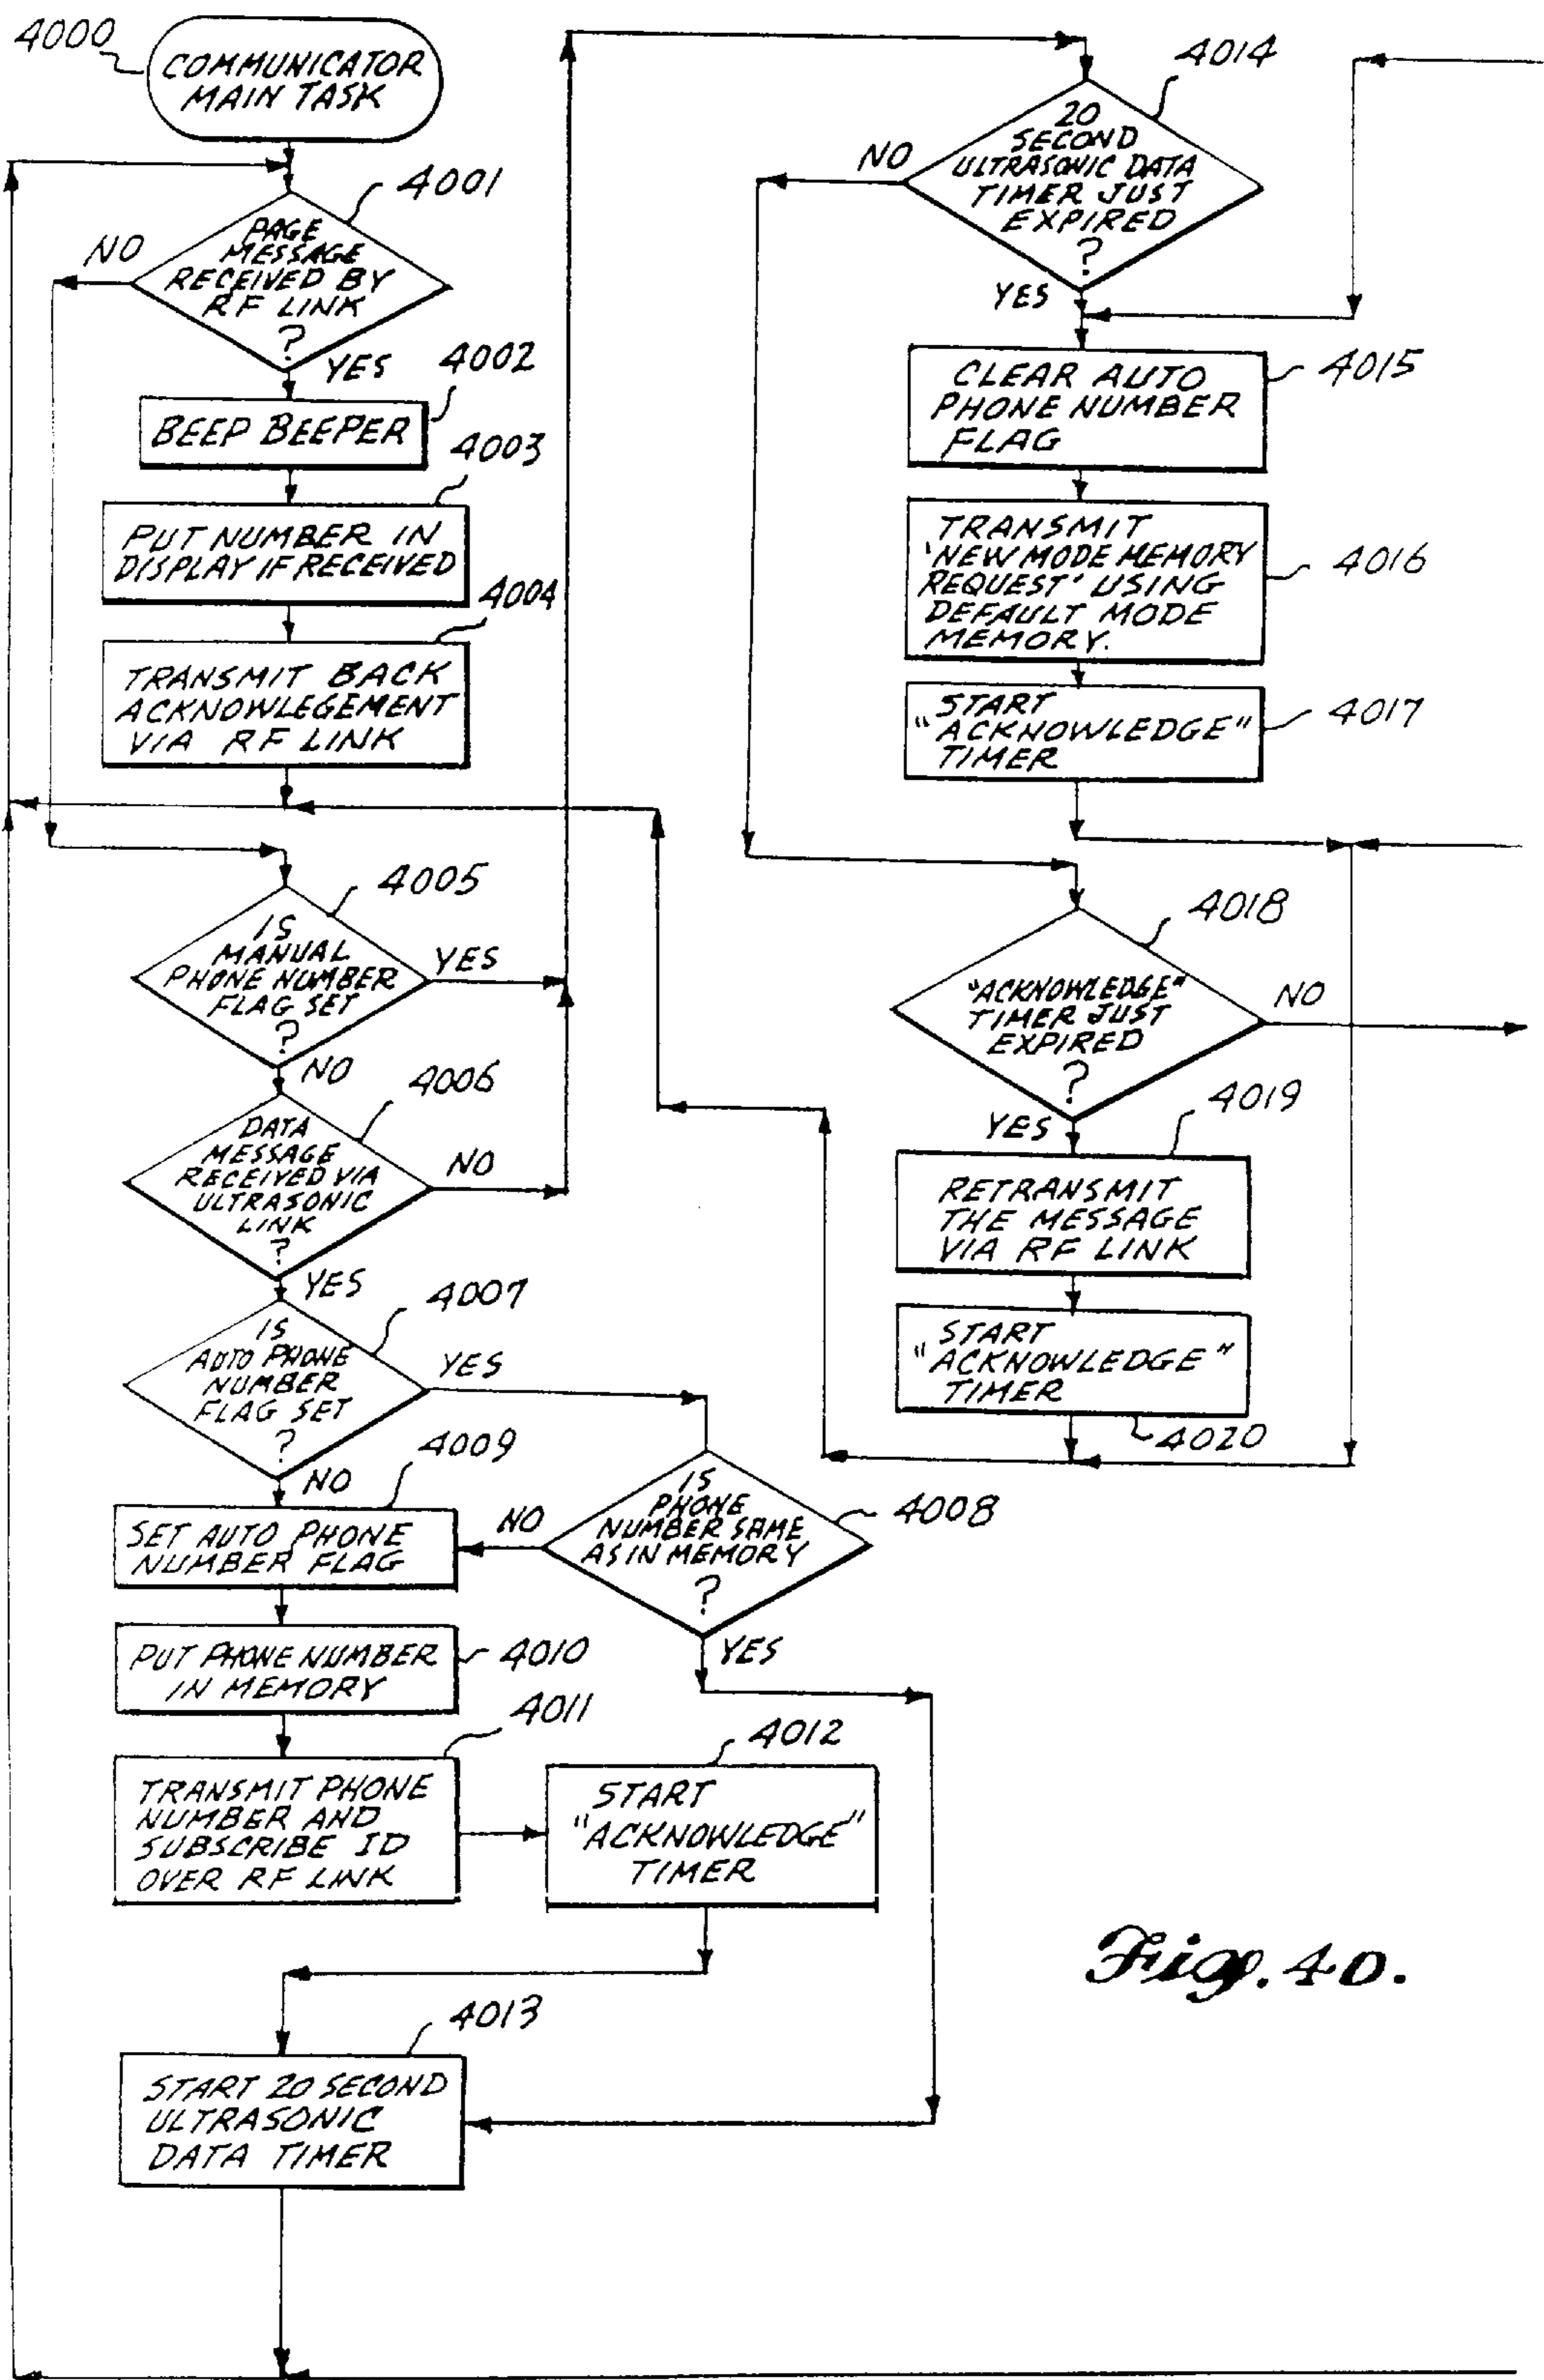 4000
COMMUNICATOR
MAIN TASK
4001
PAGE
MESSAGE
RECEIVED BY
RF LINK
?
NO
YES
4002
BEEP BEEPER
4003
PUT NUMBER IN
DISPLAY IF RECEIVED
4004
TRANSMIT BACK
ACKNOWLEGEMENT
VIA RF LINK
4005
IS
MANUAL
PHONE NUMBER
FLAG SET
?
YES
NO
4006
DATA
MESSAGE
RECEIVED VIA
ULTRASONIC
LINK
?
NO
YES
4007
IS
AUTO PHONE
NUMBER
FLAG SET
?
YES
NO
4008
IS
PHONE
NUMBER SAME
AS IN MEMORY
?
NO
YES
4009
SET AUTO PHONE
NUMBER FLAG
4010
PUT PHONE NUMBER
IN MEMORY
4011
TRANSMIT PHONE
NUMBER AND
SUBSCRIBE ID
OVER RF LINK
4012
START
"ACKNOWLEDGE"
TIMER
4013
START 20 SECOND
ULTRASONIC
DATA TIMER
4014
20
SECOND
ULTRASONIC DATA
TIMER JUST
EXPIRED
?
NO
YES
4015
CLEAR AUTO
PHONE NUMBER
FLAG
4016
TRANSMIT
'NEW MODE MEMORY
REQUEST' USING
DEFAULT MODE
MEMORY.
4017
START
"ACKNOWLEDGE"
TIMER
4018
"ACKNOWLEDGE"
TIMER JUST
EXPIRED
?
NO
YES
4019
RETRANSMIT
THE MESSAGE
VIA RF LINK
START
"ACKNOWLEDGE"
TIMER
4020
Fig. 40.